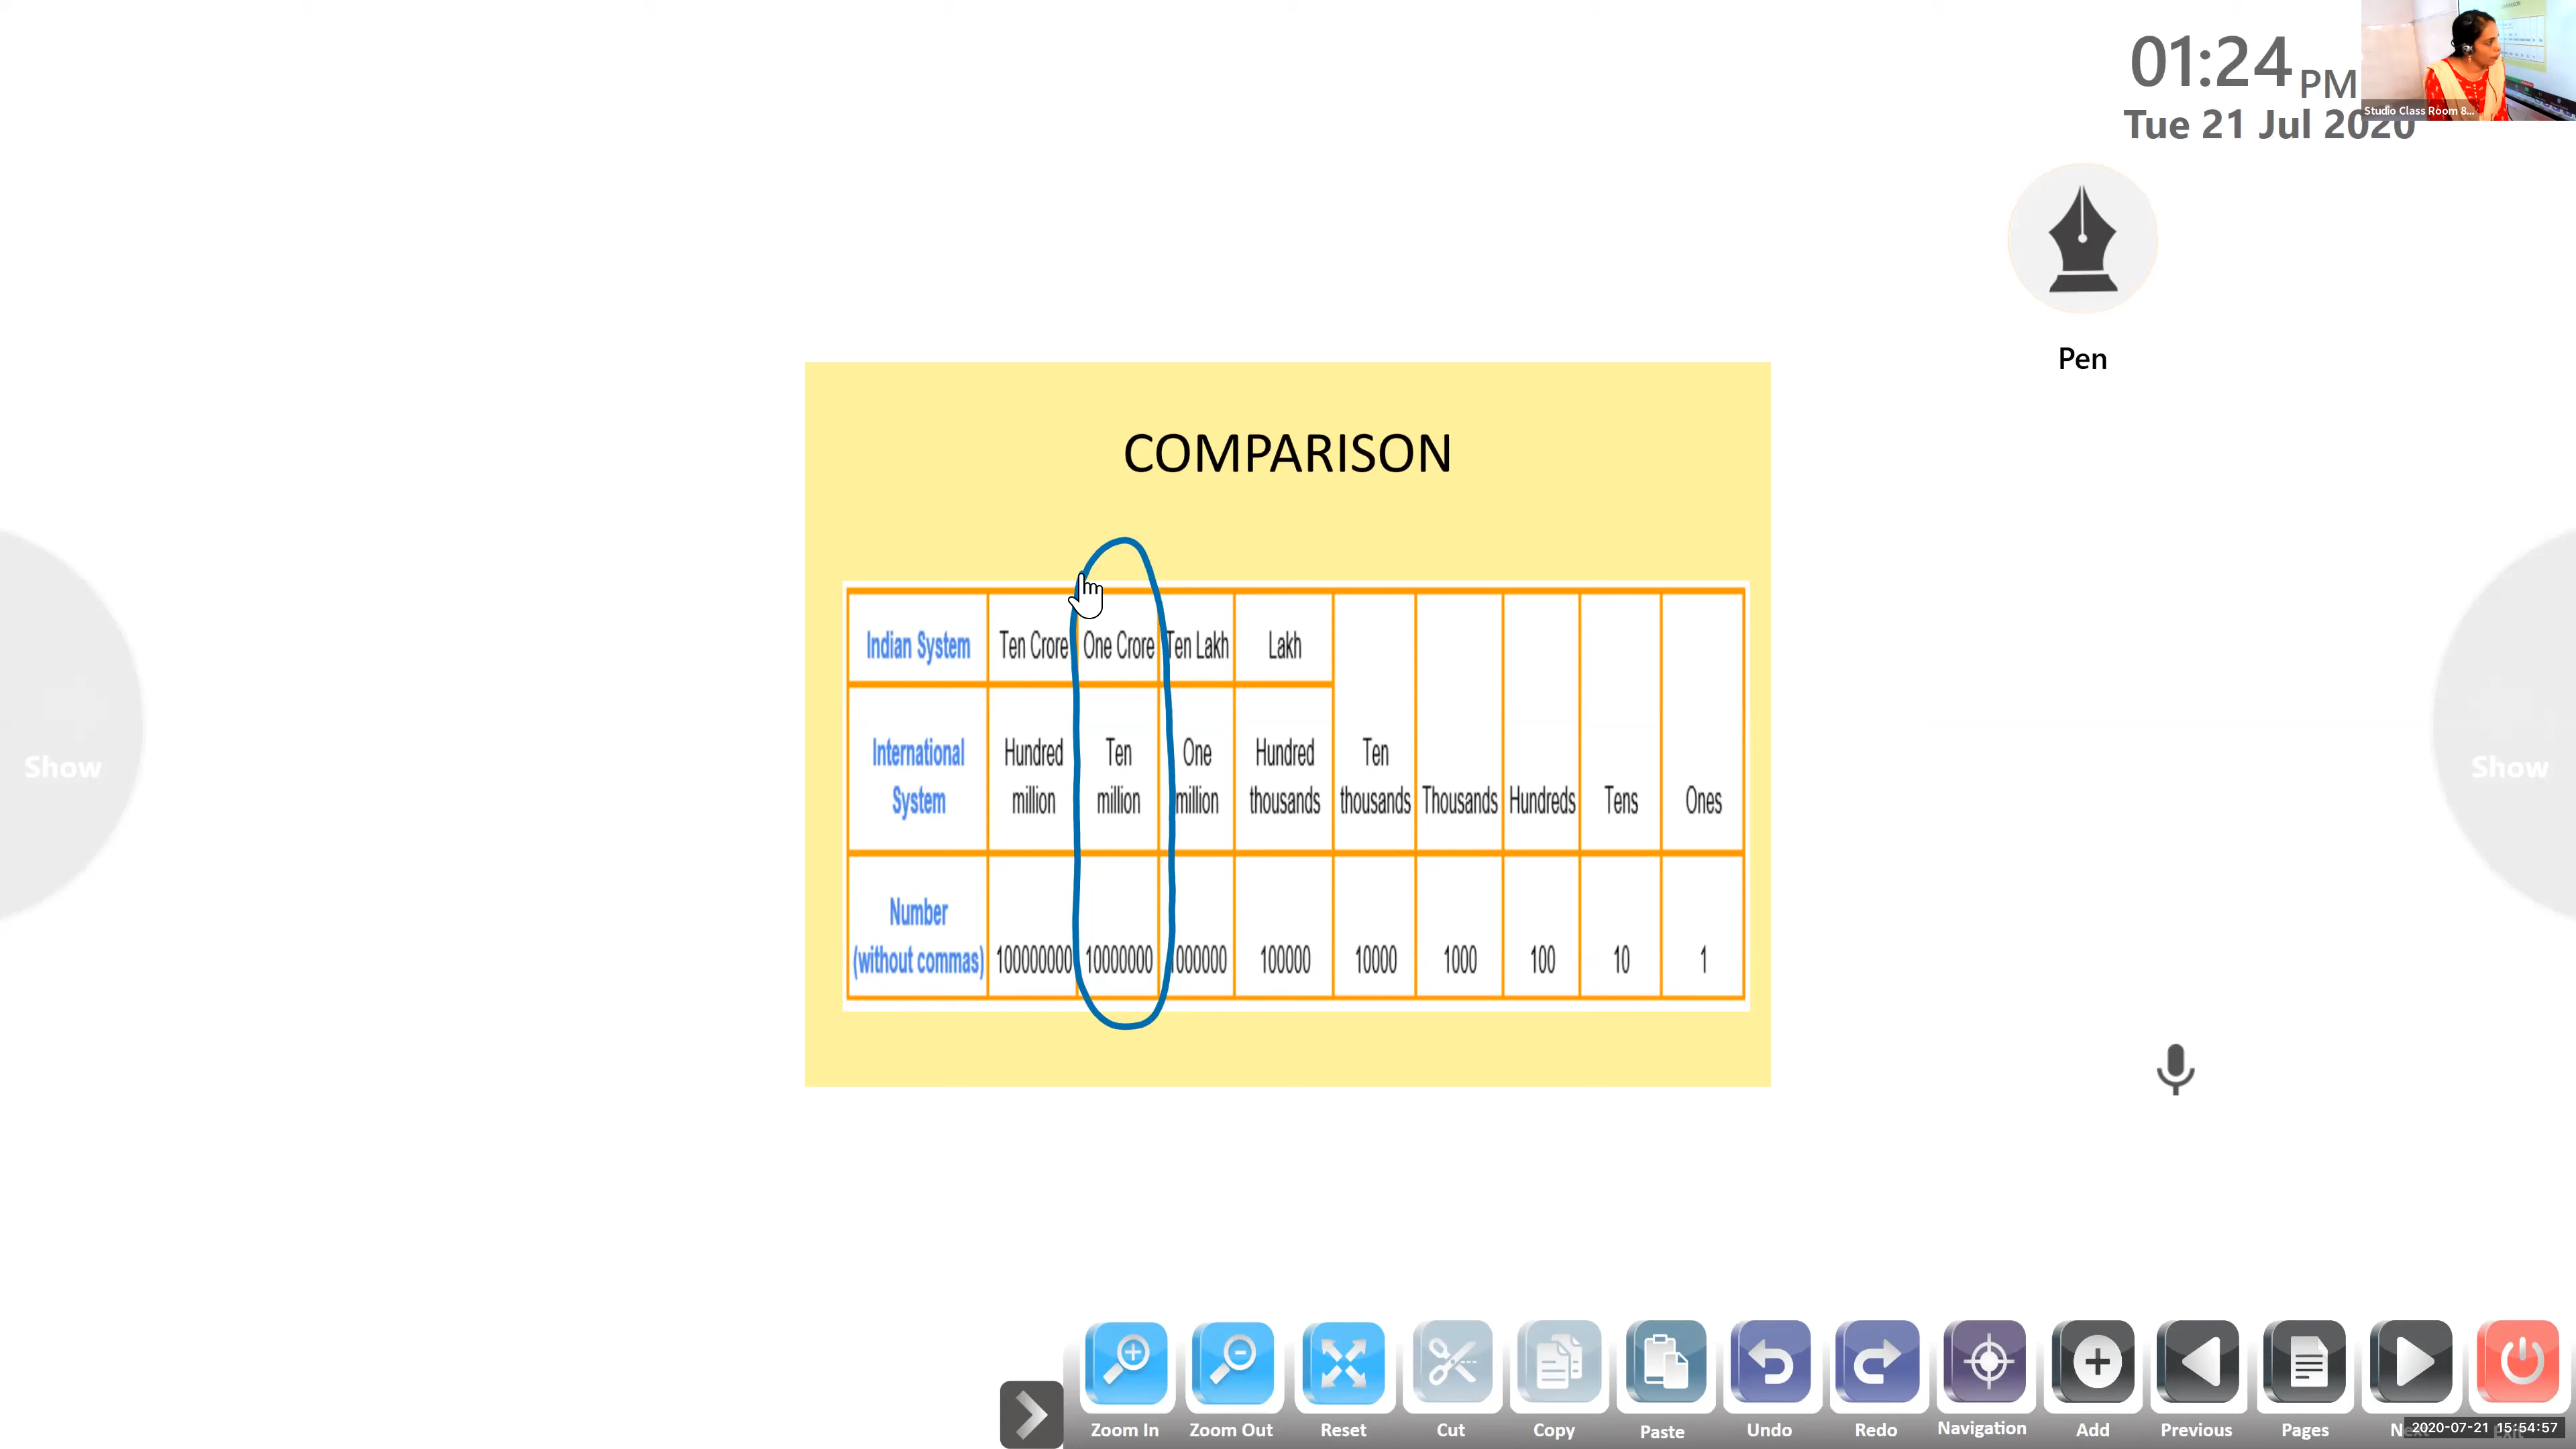 01:24 PM
Tue 21 Jul 2020
Studio Class Room 8...
Pen
COMPARISON
Indian System Ten Crore One Crore Ten Lakh Lakh
International System Hundred million Ten million One million Hundred thousands Ten thousands Thousands Hundreds Tens Ones
Number (without commas) 100000000 10000000 1000000 100000 10000 1000 100 10 1
Show
Show
Zoom In Zoom Out Reset Cut Copy Paste Undo Redo Navigation Add Previous Pages
2020-07-21 15:54:57